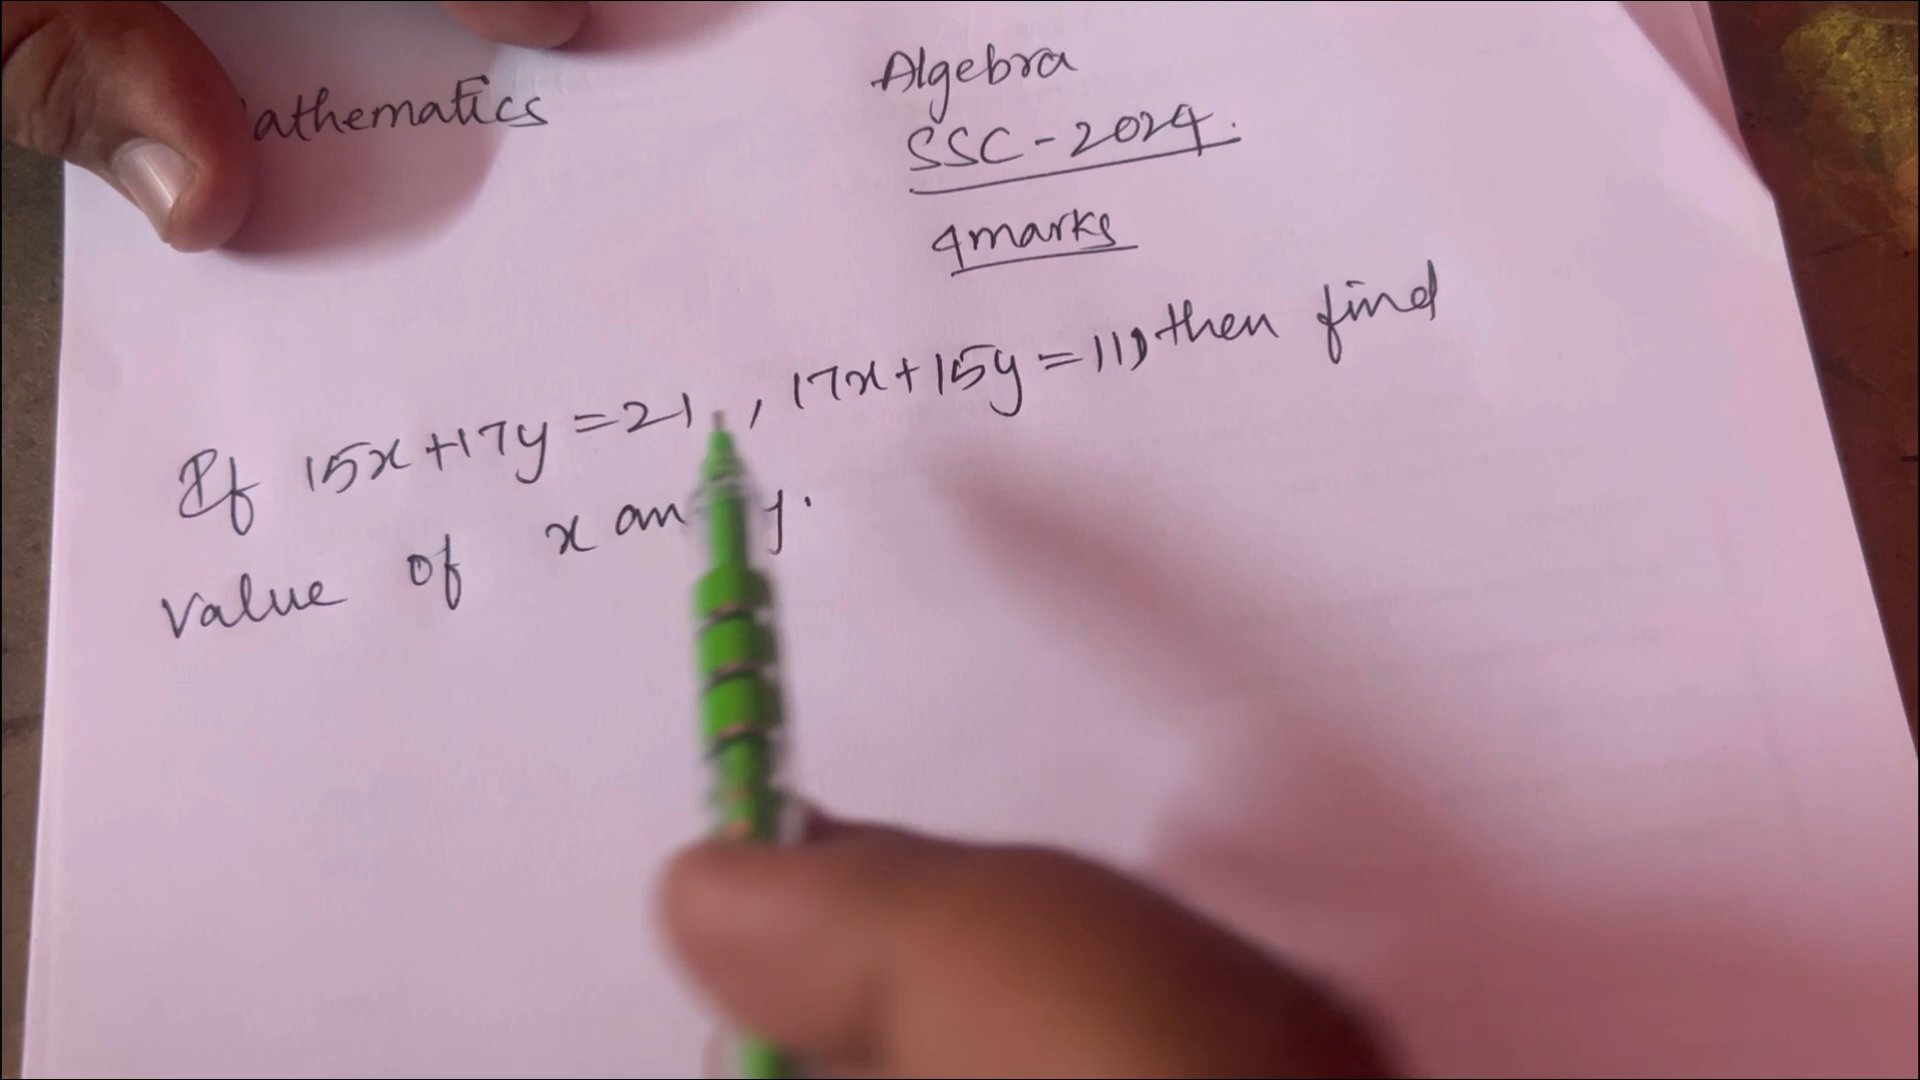 athematics
Algebra
SSC-2024.
4marks
If 15x+17y=21, 17x+15y=11, then find
value of x an y.